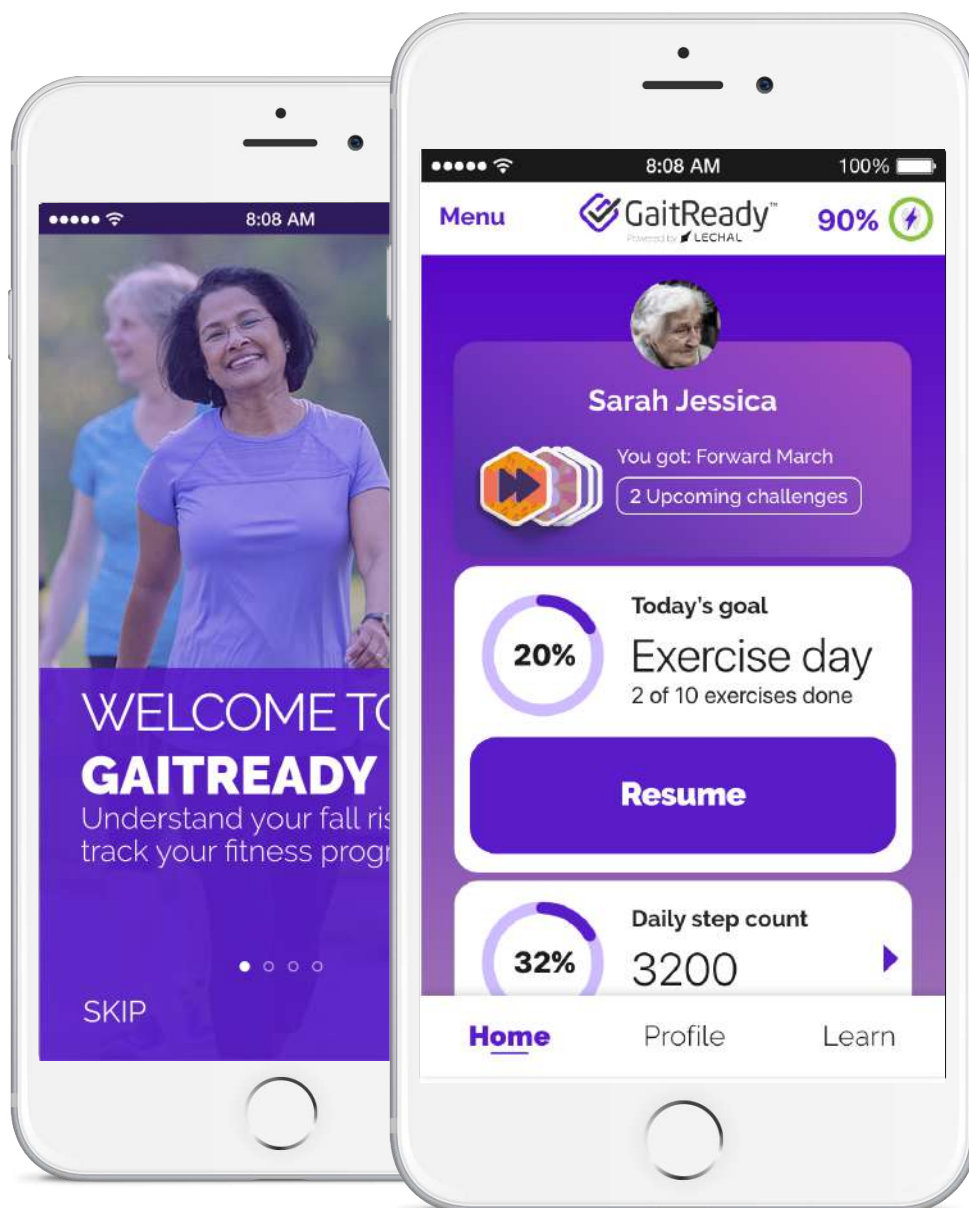 8:08 AM
WELCOME TO
GAITREADY
Understand your fall ris
track your fitness progr
SKIP
8:08 AM
100%
Menu
GaitReady™
Powered by LECHAL
90%
Sarah Jessica
You got: Forward March
2 Upcoming challenges
20%
Today's goal
Exercise day
2 of 10 exercises done
Resume
32%
Daily step count
3200
Home
Profile
Learn